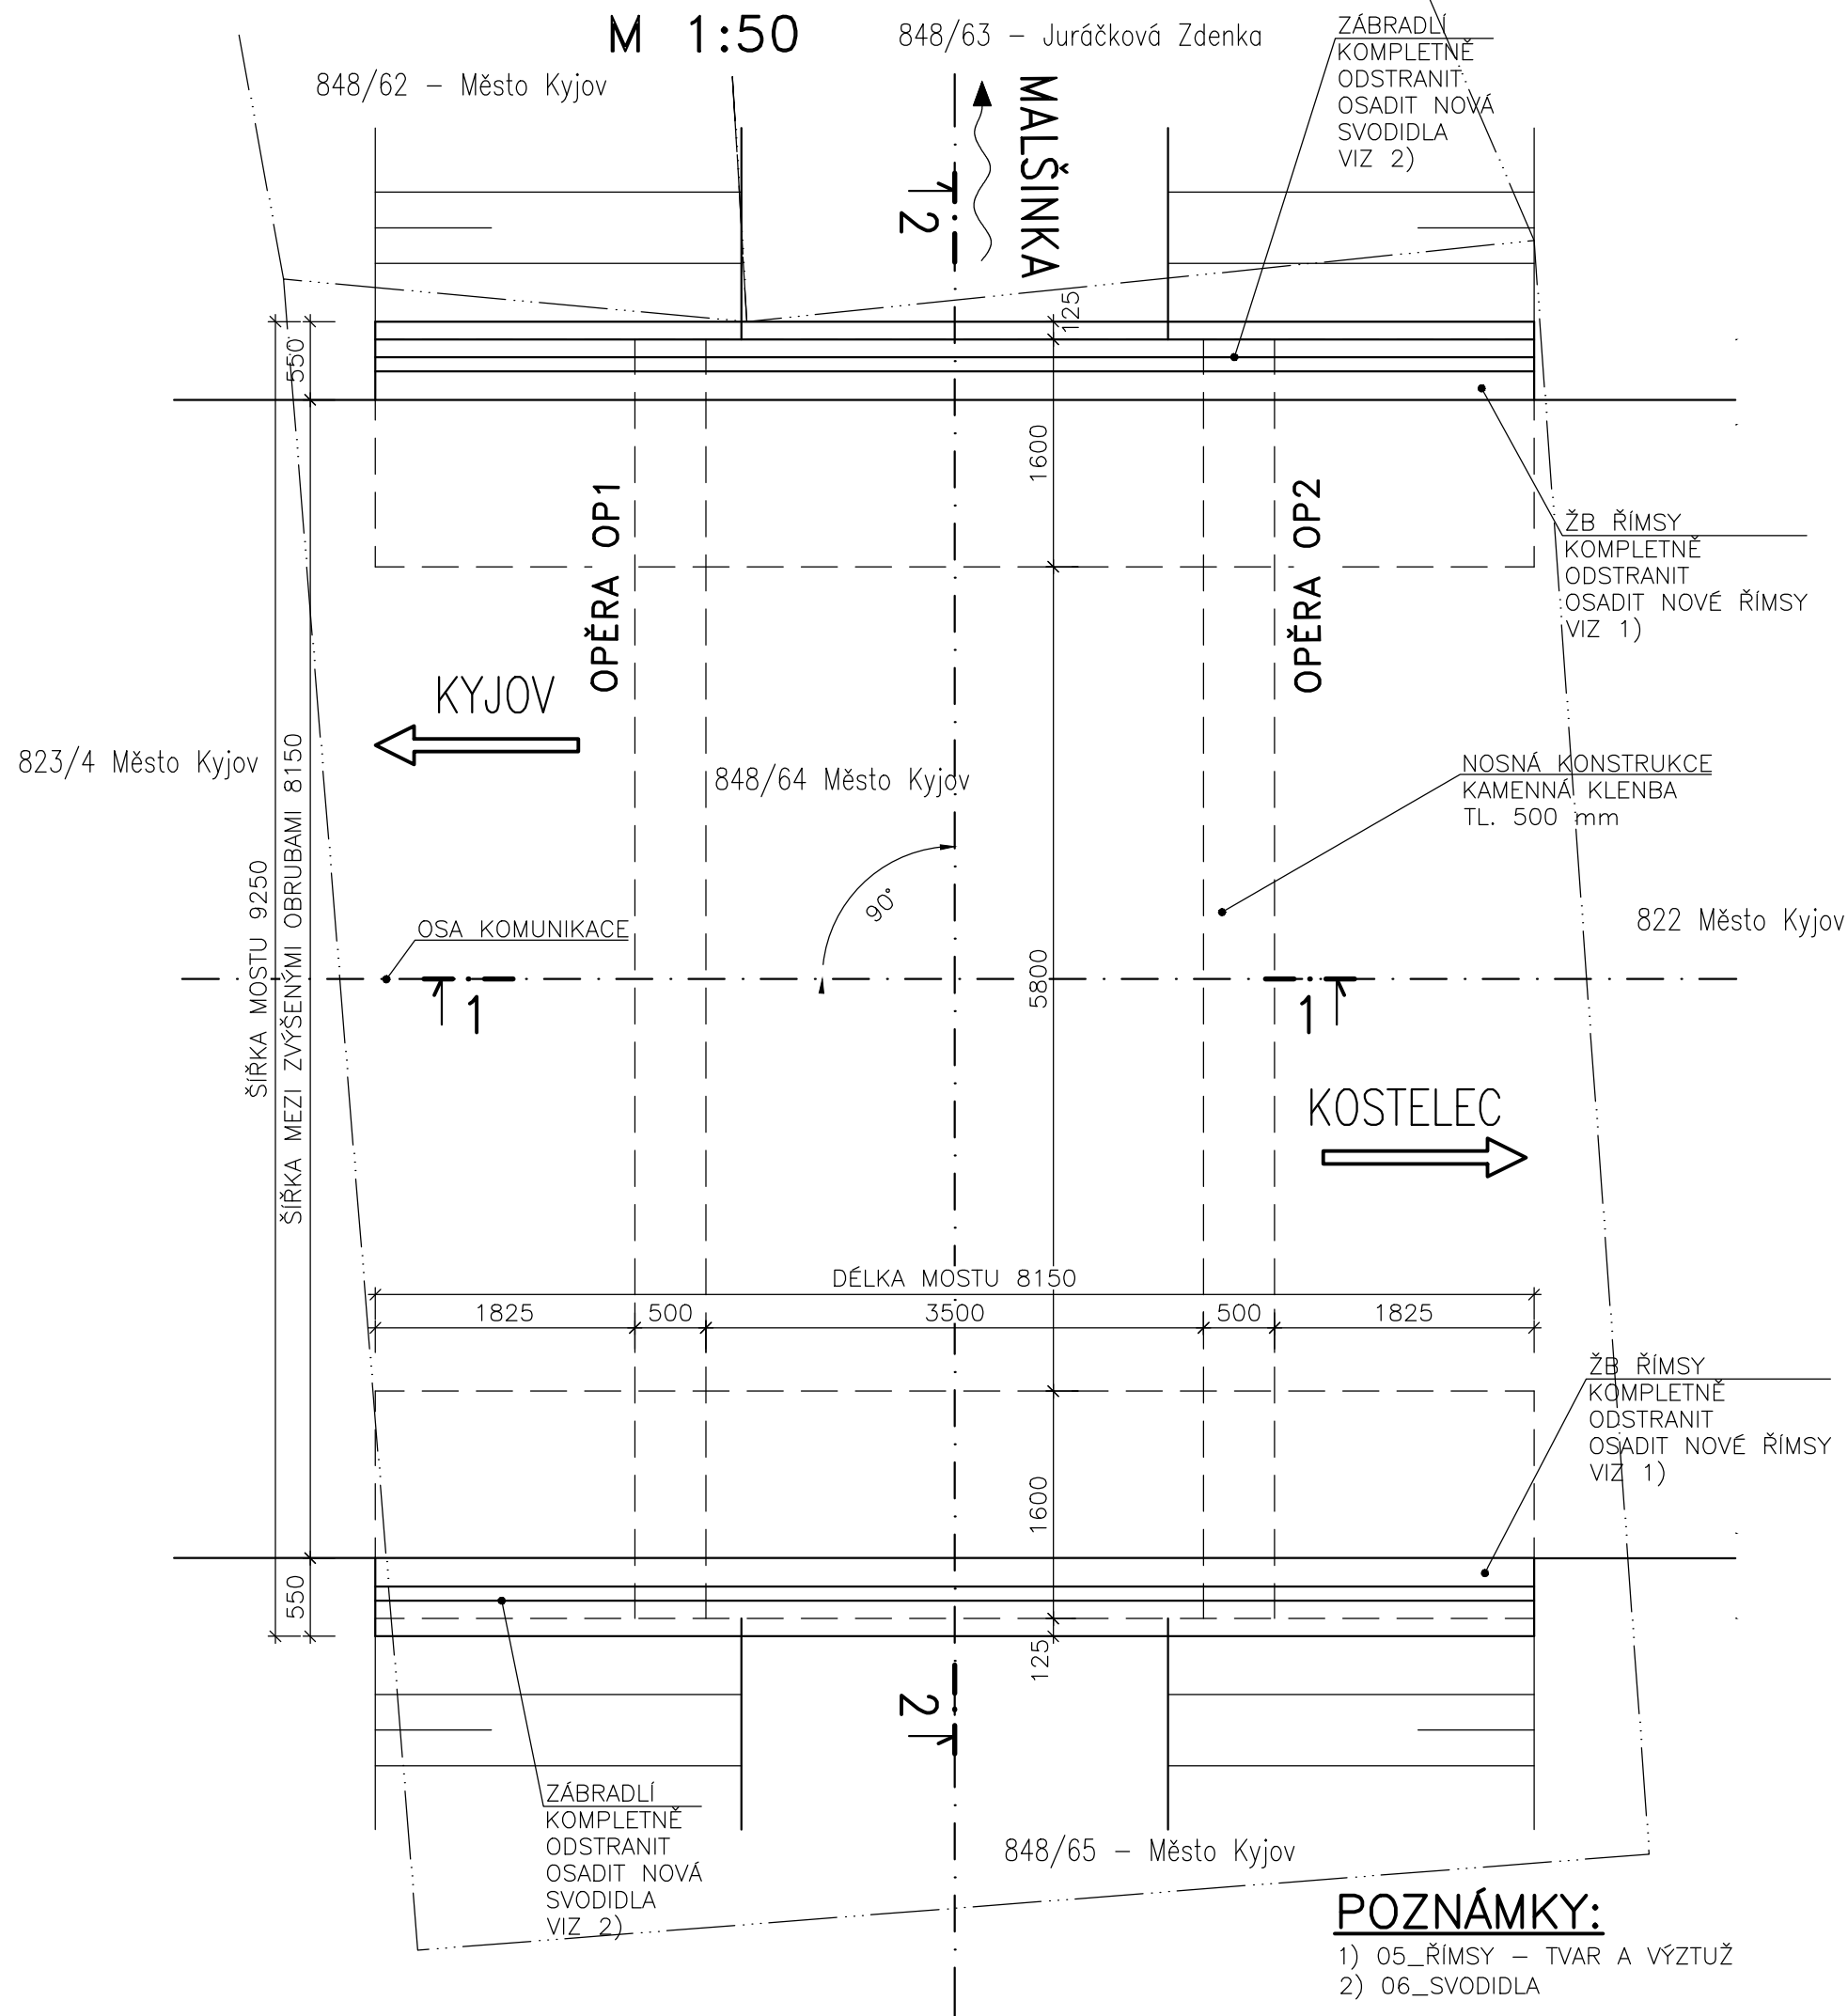 M 1:50
848/63 - Juráčková Zdenka
848/62 - Město Kyjov
ZÁBRADLÍ
KOMPLETNĚ
ODSTRANIT
OSADIT NOVÁ
SVODIDLA
VIZ 2)
MALŠINKA
2
125
550
1600
OPĚRA OP1
OPĚRA OP2
ŽB ŘÍMSY
KOMPLETNĚ
ODSTRANIT
OSADIT NOVÉ ŘÍMSY
VIZ 1)
KYJOV
823/4 Město Kyjov
848/64 Město Kyjov
NOSNÁ KONSTRUKCE
KAMENNÁ KLENBA
TL. 500 mm
ŠÍŘKA MOSTU 9250
ŠÍŘKA MEZI ZVÝŠENÝMI OBRUBAMI 8150
90°
OSA KOMUNIKACE
822 Město Kyjov
5800
1
1
KOSTELEC
DÉLKA MOSTU 8150
1825
500
3500
500
1825
ŽB ŘÍMSY
KOMPLETNĚ
ODSTRANIT
OSADIT NOVÉ ŘÍMSY
VIZ 1)
1600
550
125
2
ZÁBRADLÍ
KOMPLETNĚ
ODSTRANIT
OSADIT NOVÁ
SVODIDLA
VIZ 2)
848/65 - Město Kyjov
POZNÁMKY:
1) 05_ŘÍMSY - TVAR A VÝZTUŽ
2) 06_SVODIDLA